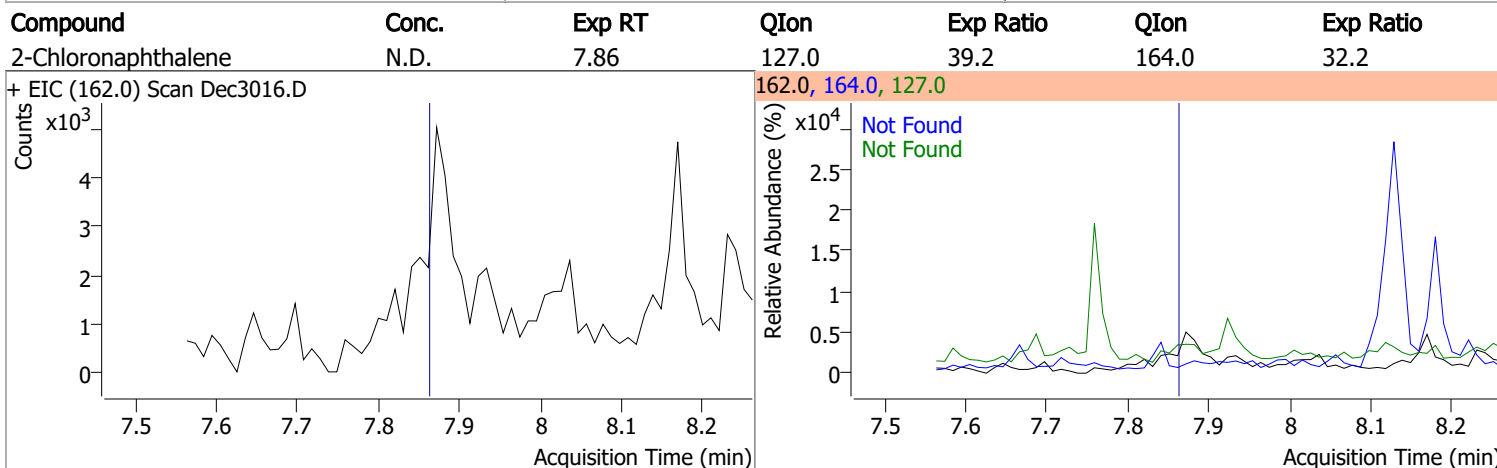 Compound Conc. Exp RT QIon Exp Ratio QIon Exp Ratio
2-Chloronaphthalene N.D. 7.86 127.0 39.2 164.0 32.2
+ EIC (162.0) Scan Dec3016.D
Counts
x10³
4
3
2
1
0
7.5 7.6 7.7 7.8 7.9 8 8.1 8.2
Acquisition Time (min)
162.0, 164.0, 127.0
Relative Abundance (%)
x10⁴
Not Found
Not Found
2.5
2
1.5
1
0.5
0
7.5 7.6 7.7 7.8 7.9 8 8.1 8.2
Acquisition Time (min)